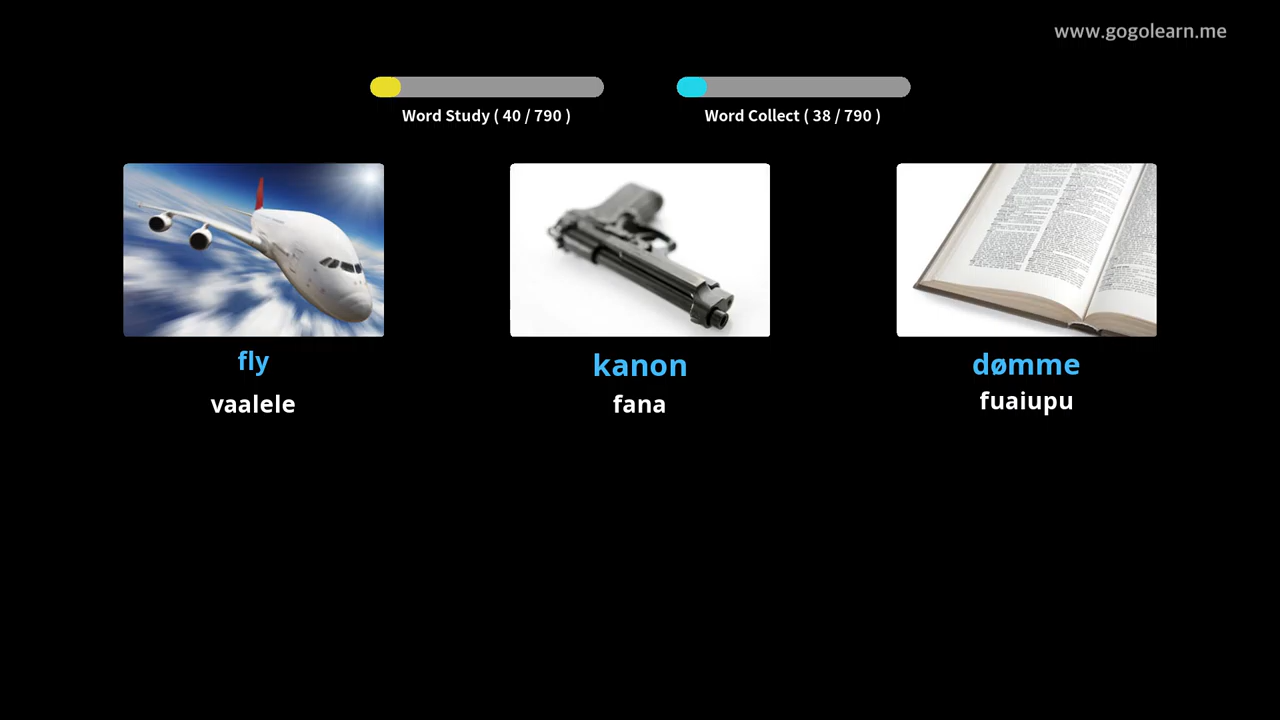 www.gogolearn.me
Word Study ( 40 / 790 )
Word Collect ( 38 / 790 )
fly
kanon
dømme
vaalele
fana
fuaiupu